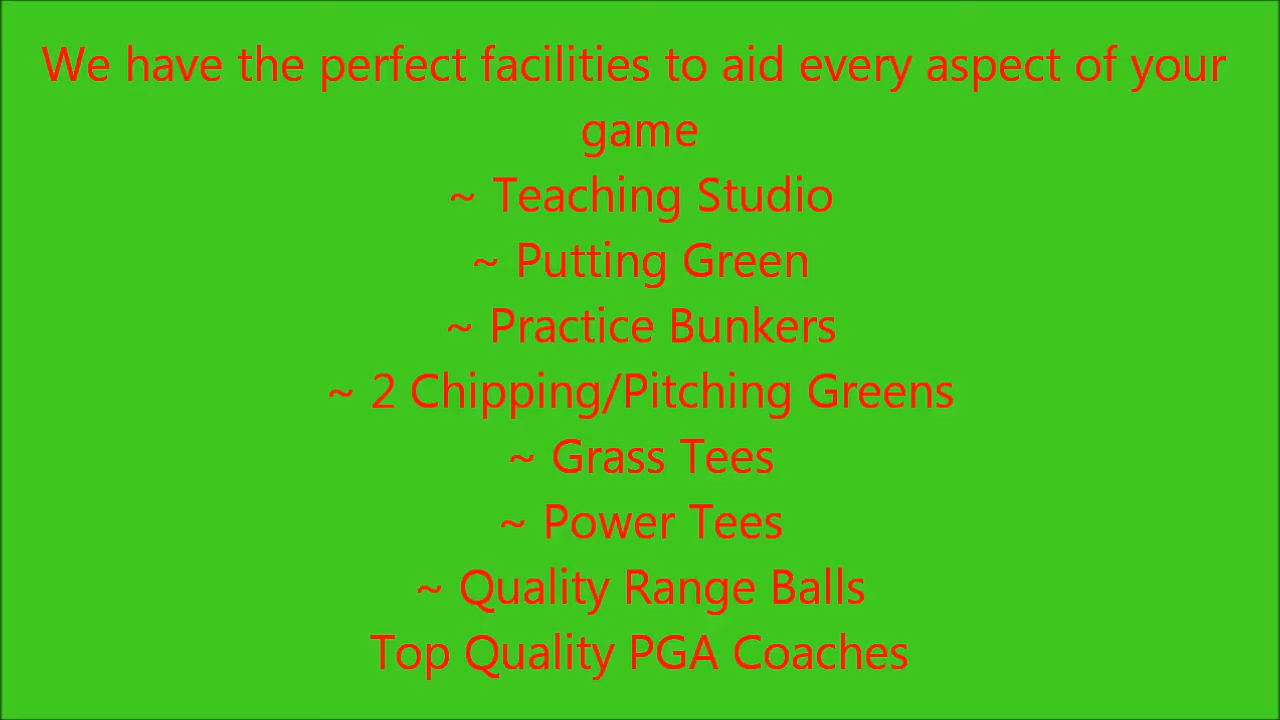 We have the perfect facilities to aid every aspect of your
game
~ Teaching Studio
~ Putting Green
~ Practice Bunkers
~ 2 Chipping/Pitching Greens
~ Grass Tees
~ Power Tees
~ Quality Range Balls
Top Quality PGA Coaches